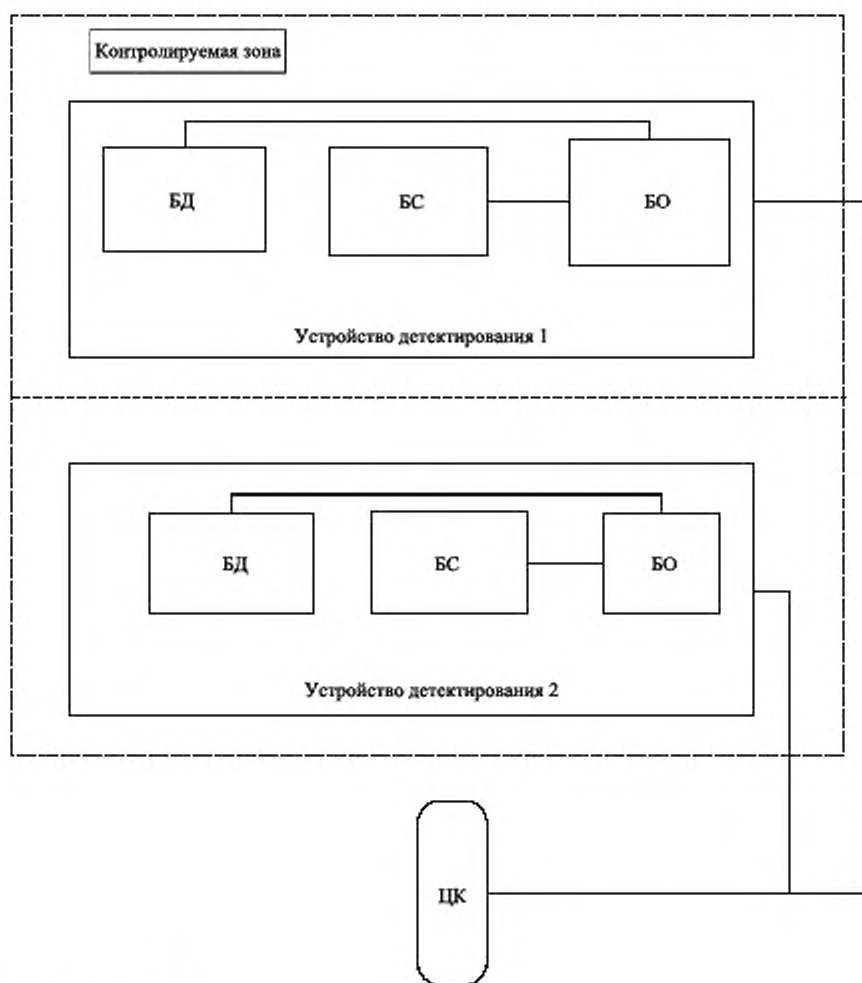 Контролируемая зона
БД
БС
БО
Устройство детектирования 1
БД
БС
БО
Устройство детектирования 2
ЦК